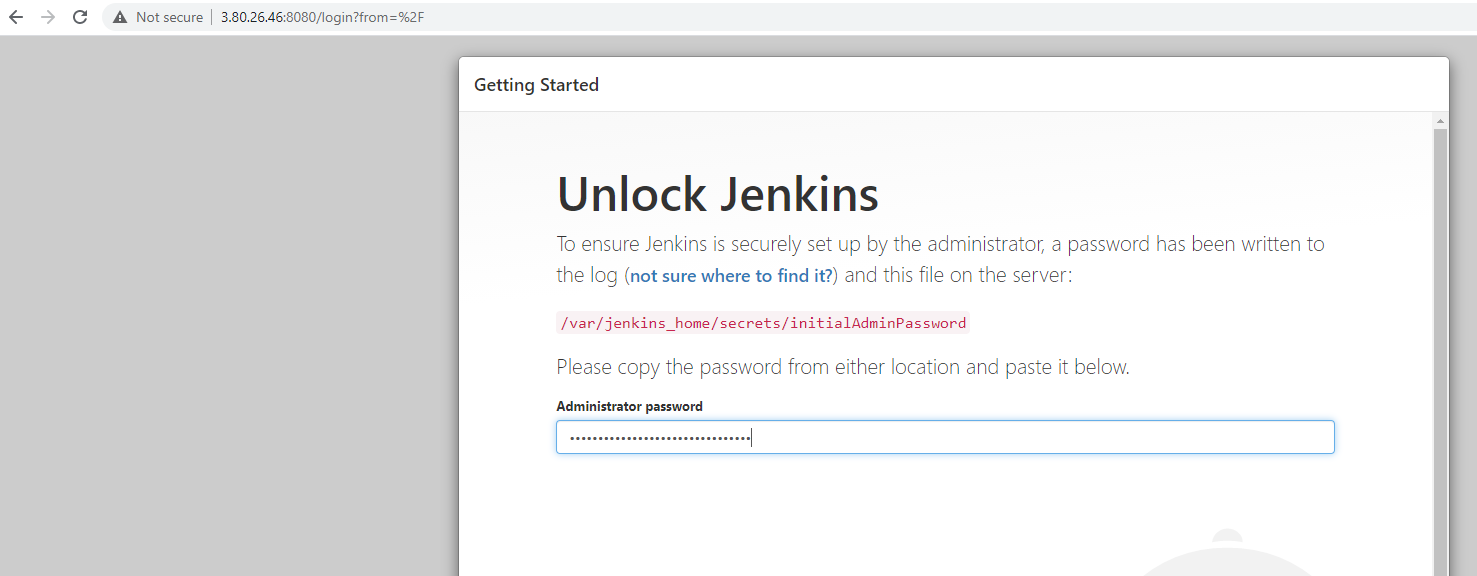 Not secure | 3.80.26.46:8080/login?from=%2F
Getting Started
Unlock Jenkins
To ensure Jenkins is securely set up by the administrator, a password has been written to
the log (not sure where to find it?) and this file on the server:
/var/jenkins_home/secrets/initialAdminPassword
Please copy the password from either location and paste it below.
Administrator password
••••••••••••••••••••••••••••••••